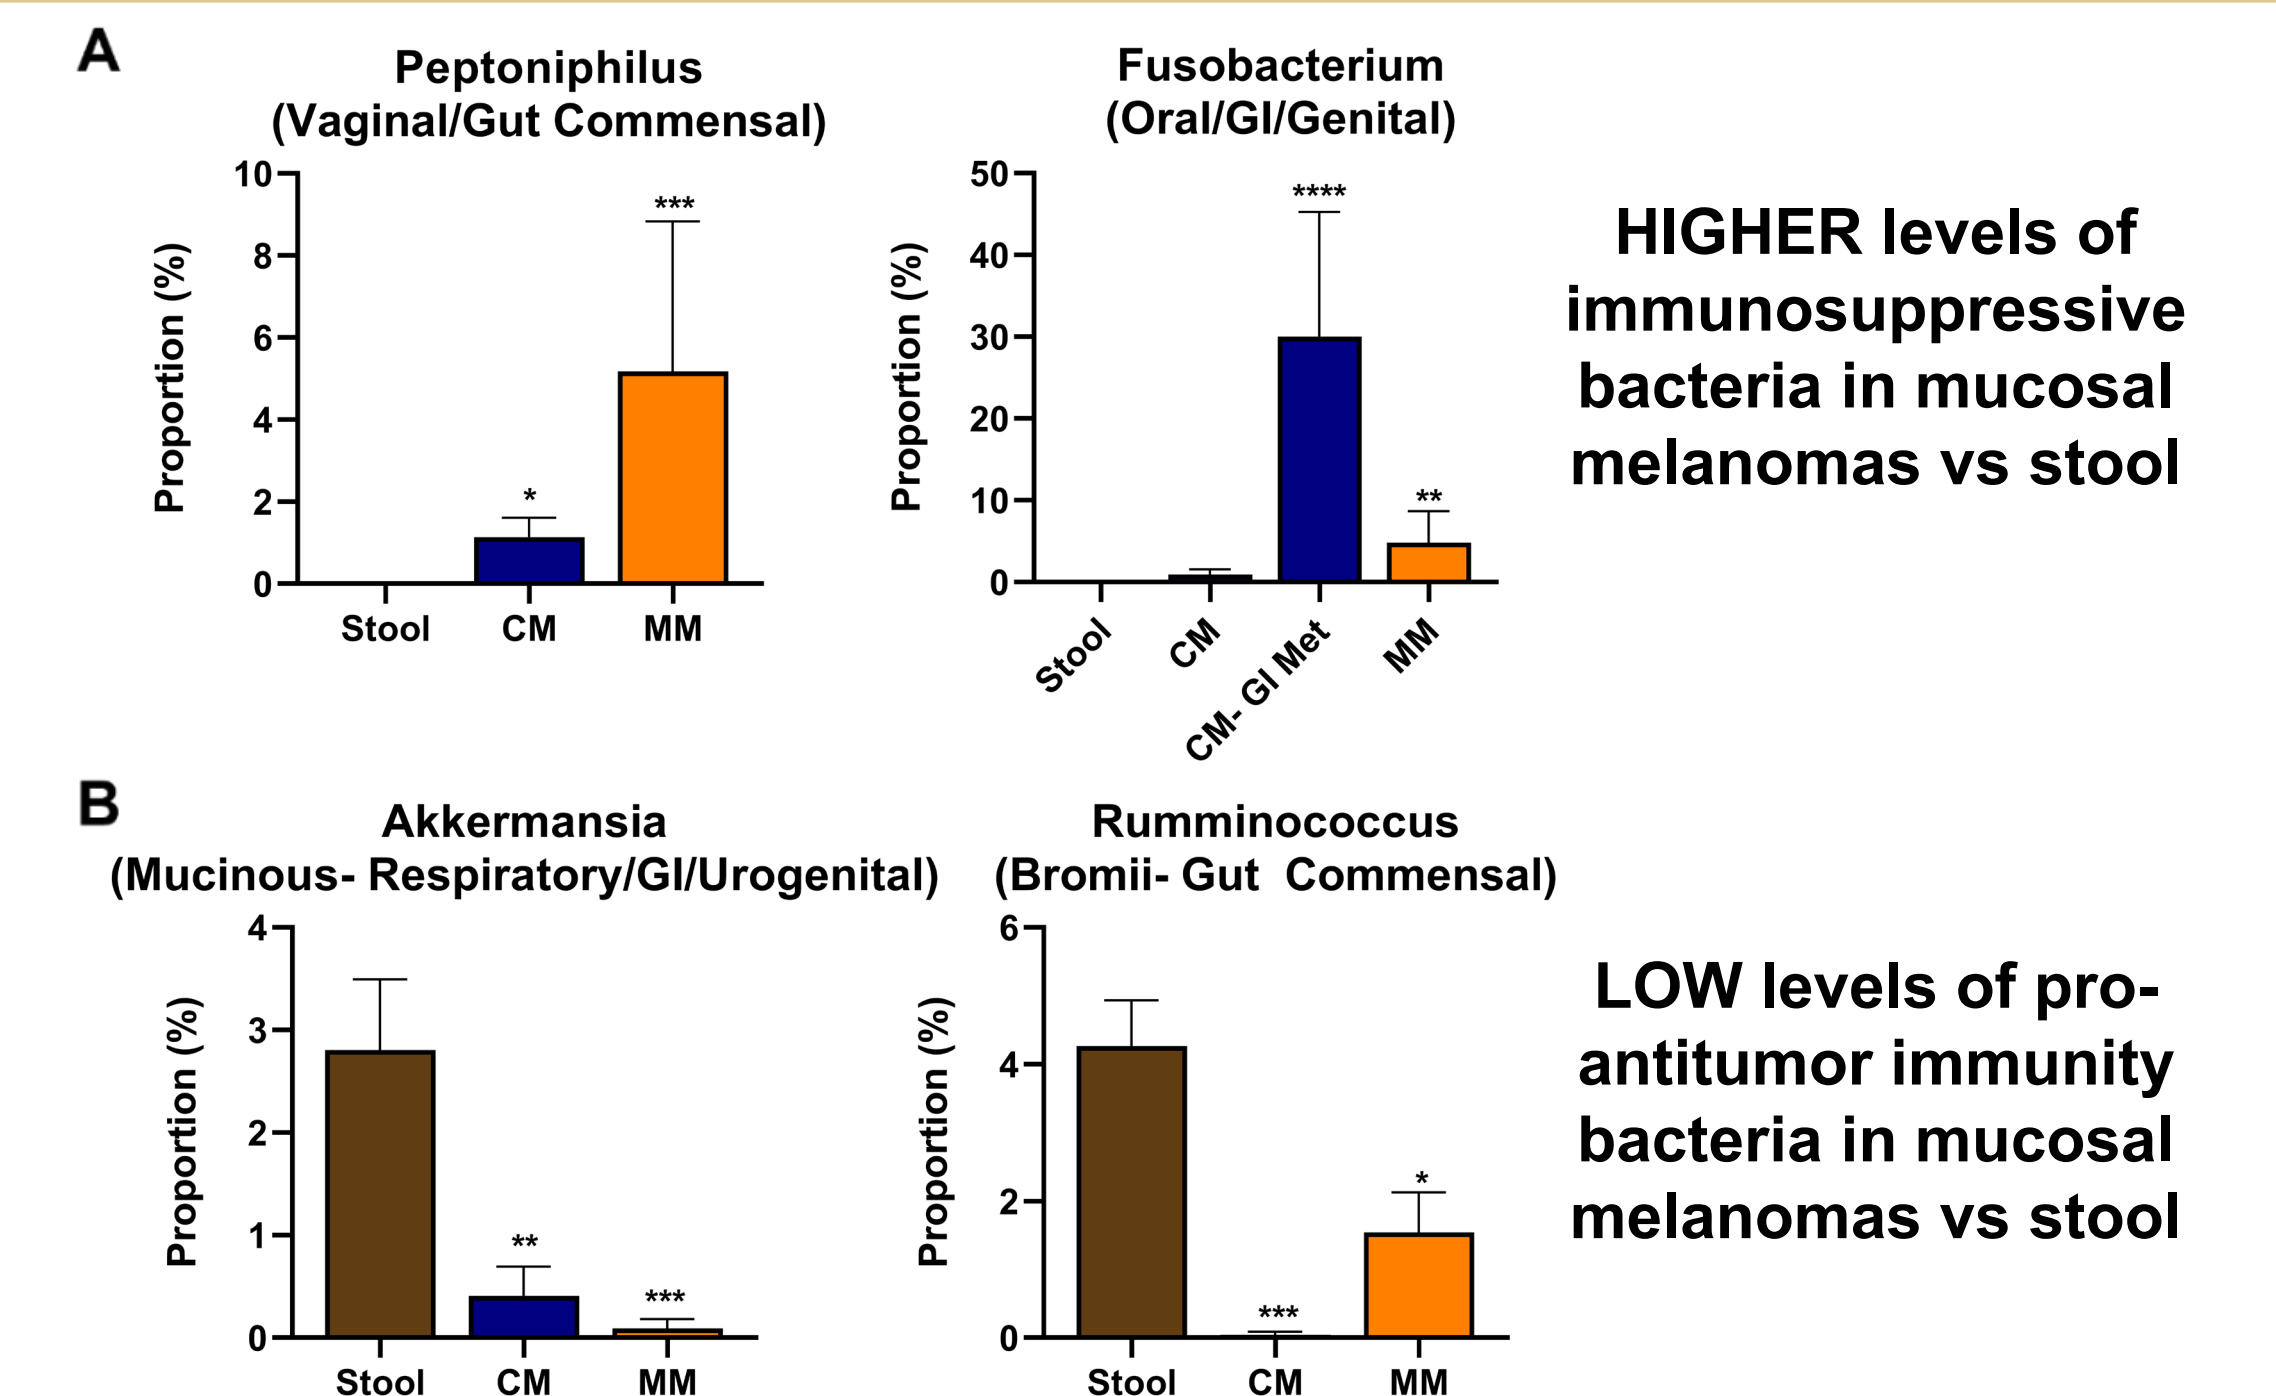 A
Peptoniphilus
(Vaginal/Gut Commensal)
Proportion (%)
10
8
6
4
2
0
*
***
Stool
CM
MM
Fusobacterium
(Oral/GI/Genital)
Proportion (%)
50
40
30
20
10
0
****
**
Stool
CM
CM- GI Met
MM
HIGHER levels of
immunosuppressive
bacteria in mucosal
melanomas vs stool
B
Akkermansia
(Mucinous- Respiratory/GI/Urogenital)
Proportion (%)
4
3
2
1
0
**
***
Stool
CM
MM
Rumminococcus
(Bromii- Gut Commensal)
Proportion (%)
6
4
2
0
***
*
Stool
CM
MM
LOW levels of pro-
antitumor immunity
bacteria in mucosal
melanomas vs stool